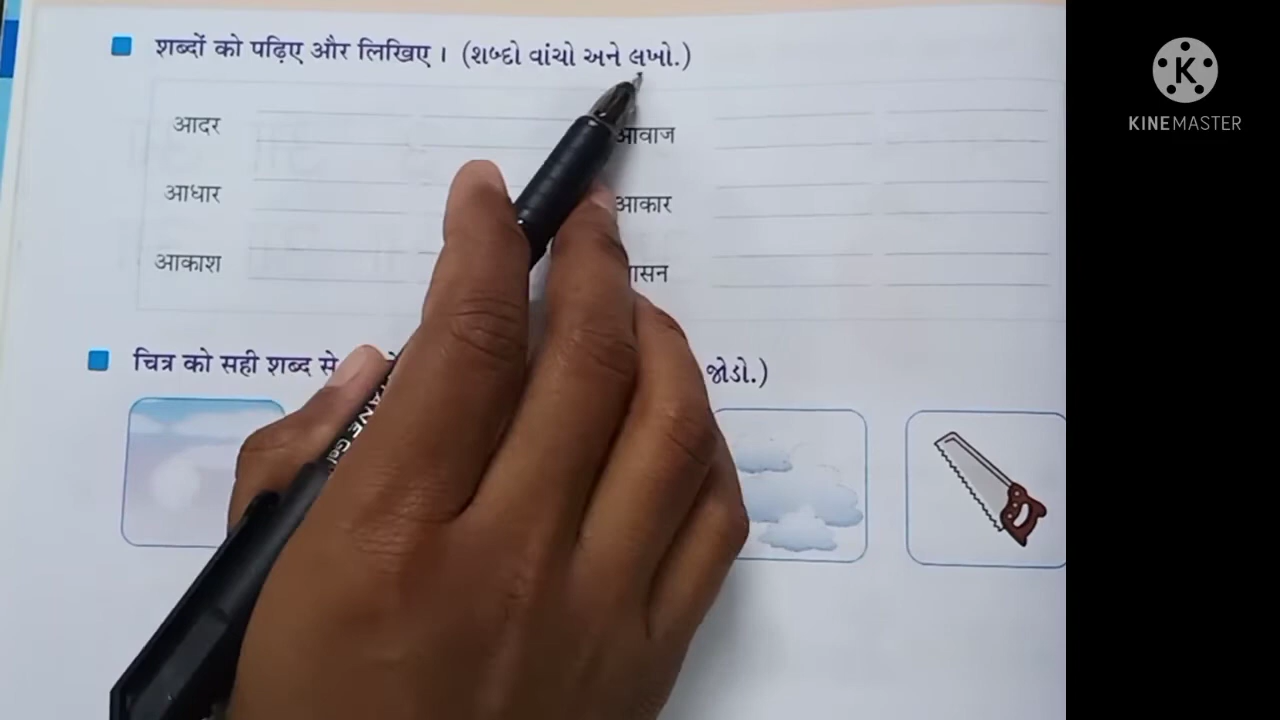 शब्दों को पढ़िए और लिखिए । (શબ્દો વાંચો અને લખો.)
आदर
आवाज
आधार
आकार
आकाश
चित्र को सही शब्द से
જોડો.)
K
KINEMASTER